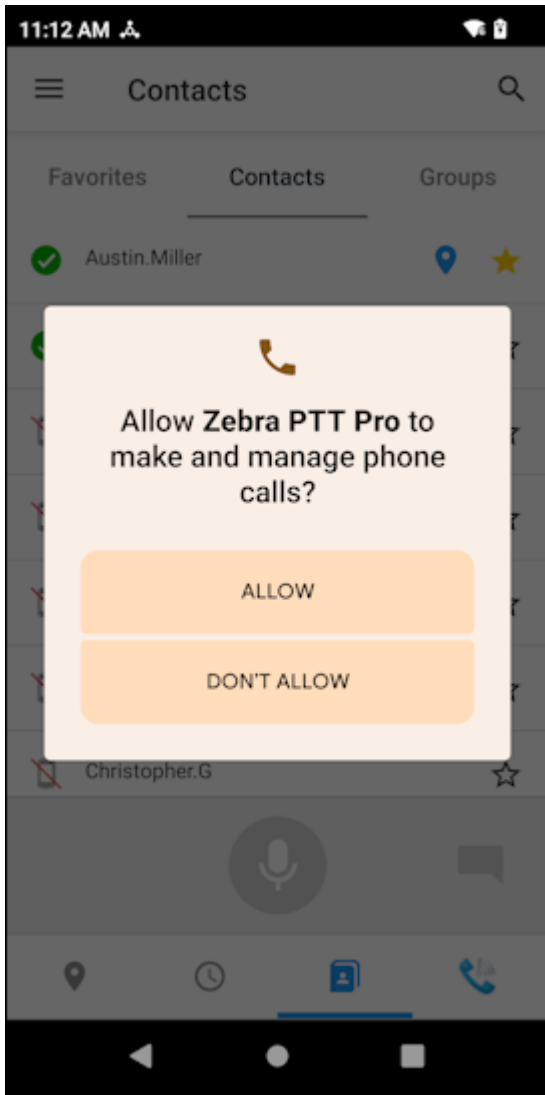 11:12 AM
Contacts
Favorites Contacts Groups
Austin.Miller
Allow Zebra PTT Pro to
make and manage phone
calls?
ALLOW
DON'T ALLOW
Christopher.G